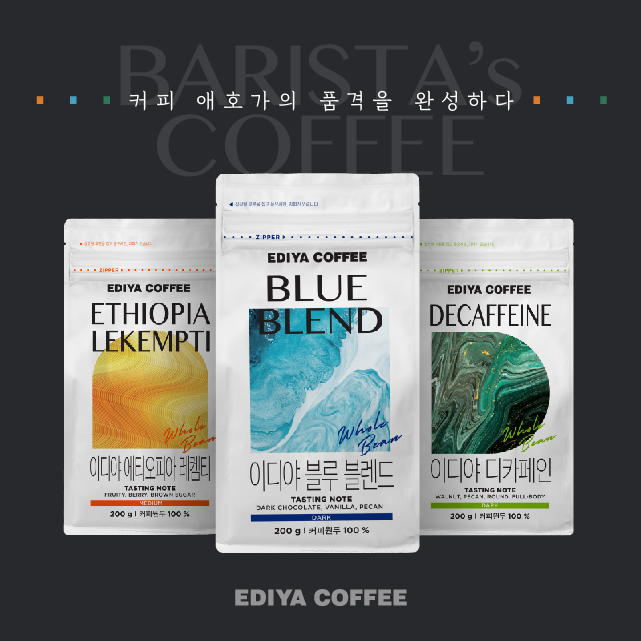 BARISTA's
COFFEE
커피 애호가의 품격을 완성하다
ZIPPER
EDIYA COFFEE
ETHIOPIA
LEKEMPTI
Whole
Bean
이디야 에티오피아 레켐티
TASTING NOTE
FRUITY, BERRY, BROWN SUGAR
MEDIUM
200 g | 커피원두 100 %
ZIPPER
EDIYA COFFEE
BLUE
BLEND
Whole
Bean
이디야 블루 블렌드
TASTING NOTE
DARK CHOCOLATE, VANILLA, PECAN
DARK
200 g | 커피원두 100 %
ZIPPER
EDIYA COFFEE
DECAFFEINE
Whole
Bean
이디야 디카페인
TASTING NOTE
WALNUT, PECAN, ROUND, FULL-BODY
DARK
200 g | 커피원두 100 %
EDIYA COFFEE